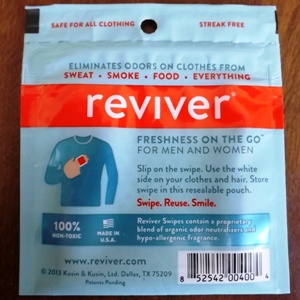 SAFE FOR ALL CLOTHING STREAK FREE
ELIMINATES ODORS ON CLOTHES FROM
SWEAT • SMOKE • FOOD • EVERYTHING
reviver®
FRESHNESS ON THE GO™
FOR MEN AND WOMEN
Slip on the swipe. Use the white
side on your clothes and hair. Store
swipe in this resealable pouch.
Swipe. Reuse. Smile.
100%
NON-TOXIC
MADE IN
U.S.A.
Reviver Swipes contain a proprietary
blend of organic odor neutralizers and
hypo-allergenic fragrance.
www.reviver.com
© 2013 Kusin & Kusin, Ltd. Dallas, TX 75209
Patents Pending
8 52542 00400 4